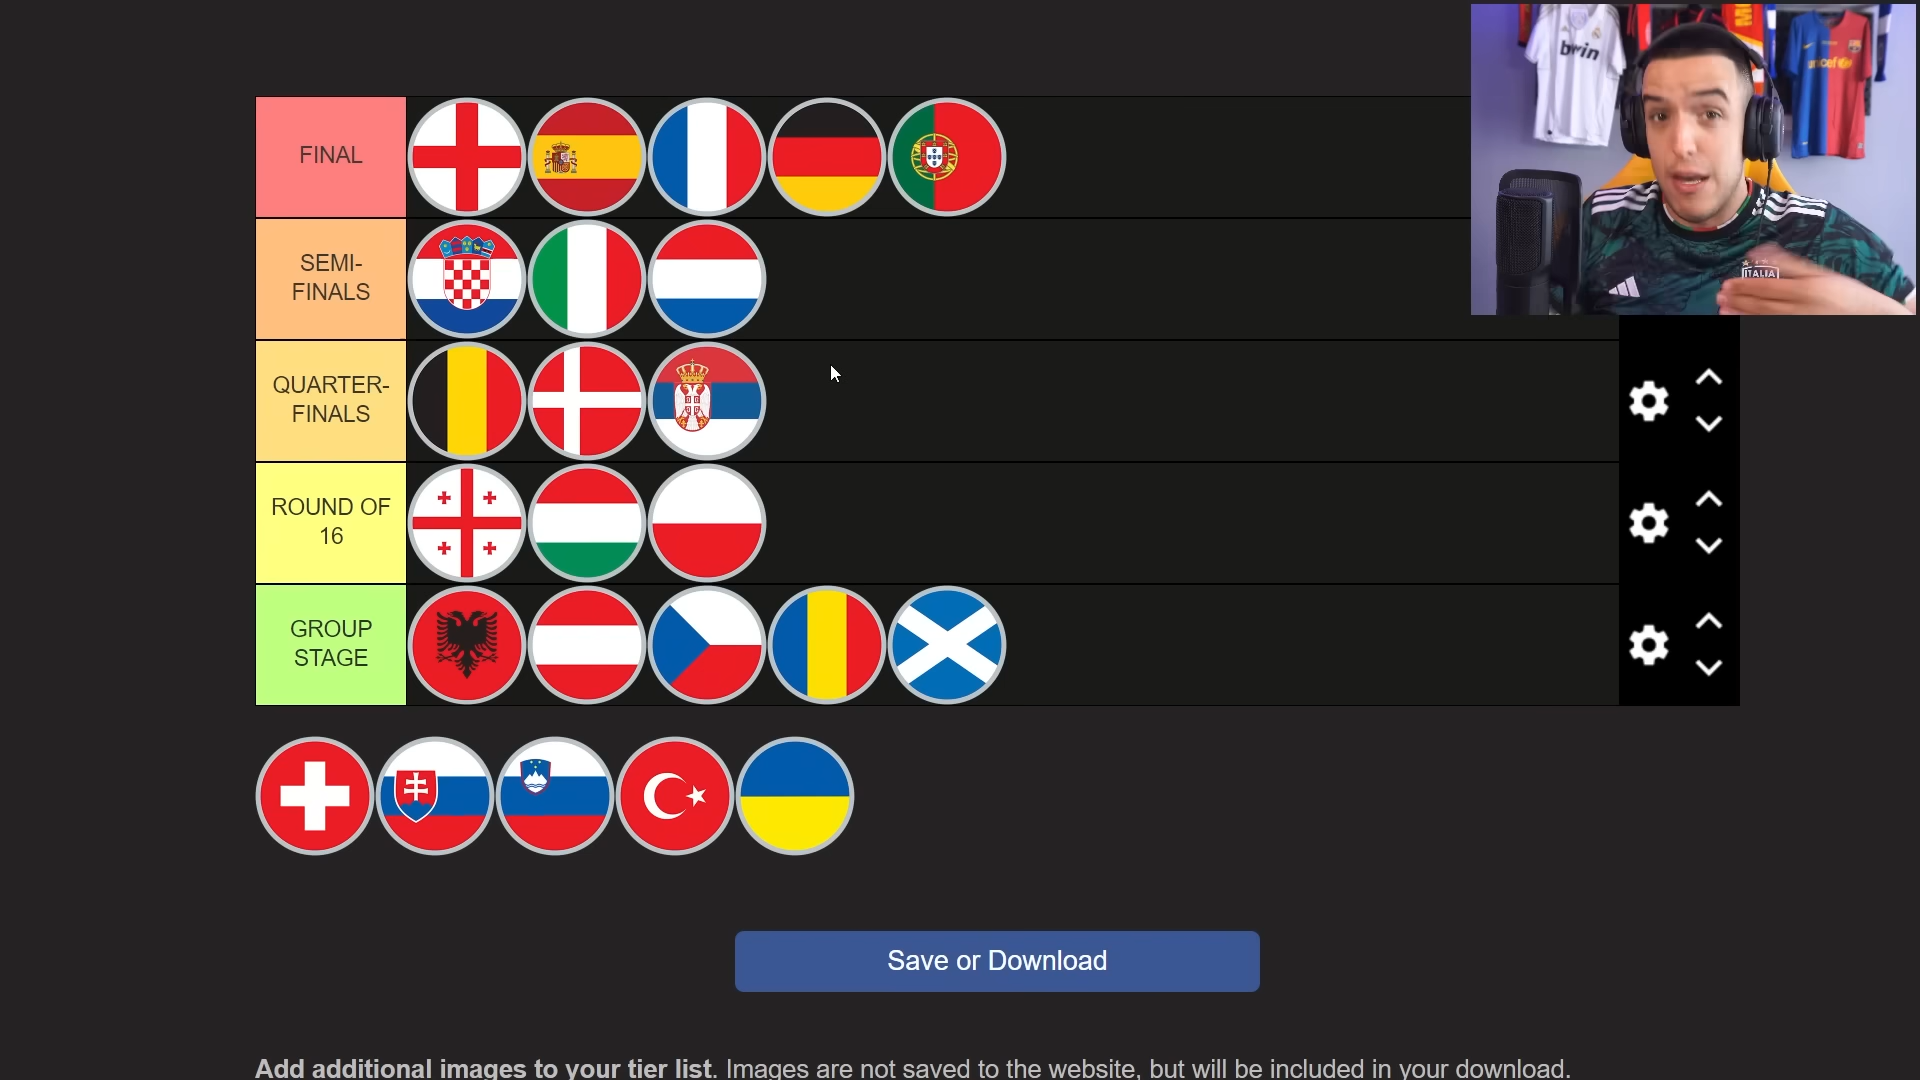 bwin
unicef
ITALIA
FINAL
SEMI-
FINALS
QUARTER-
FINALS
ROUND OF
16
GROUP
STAGE
Save or Download
Add additional images to your tier list. Images are not saved to the website, but will be included in your download.